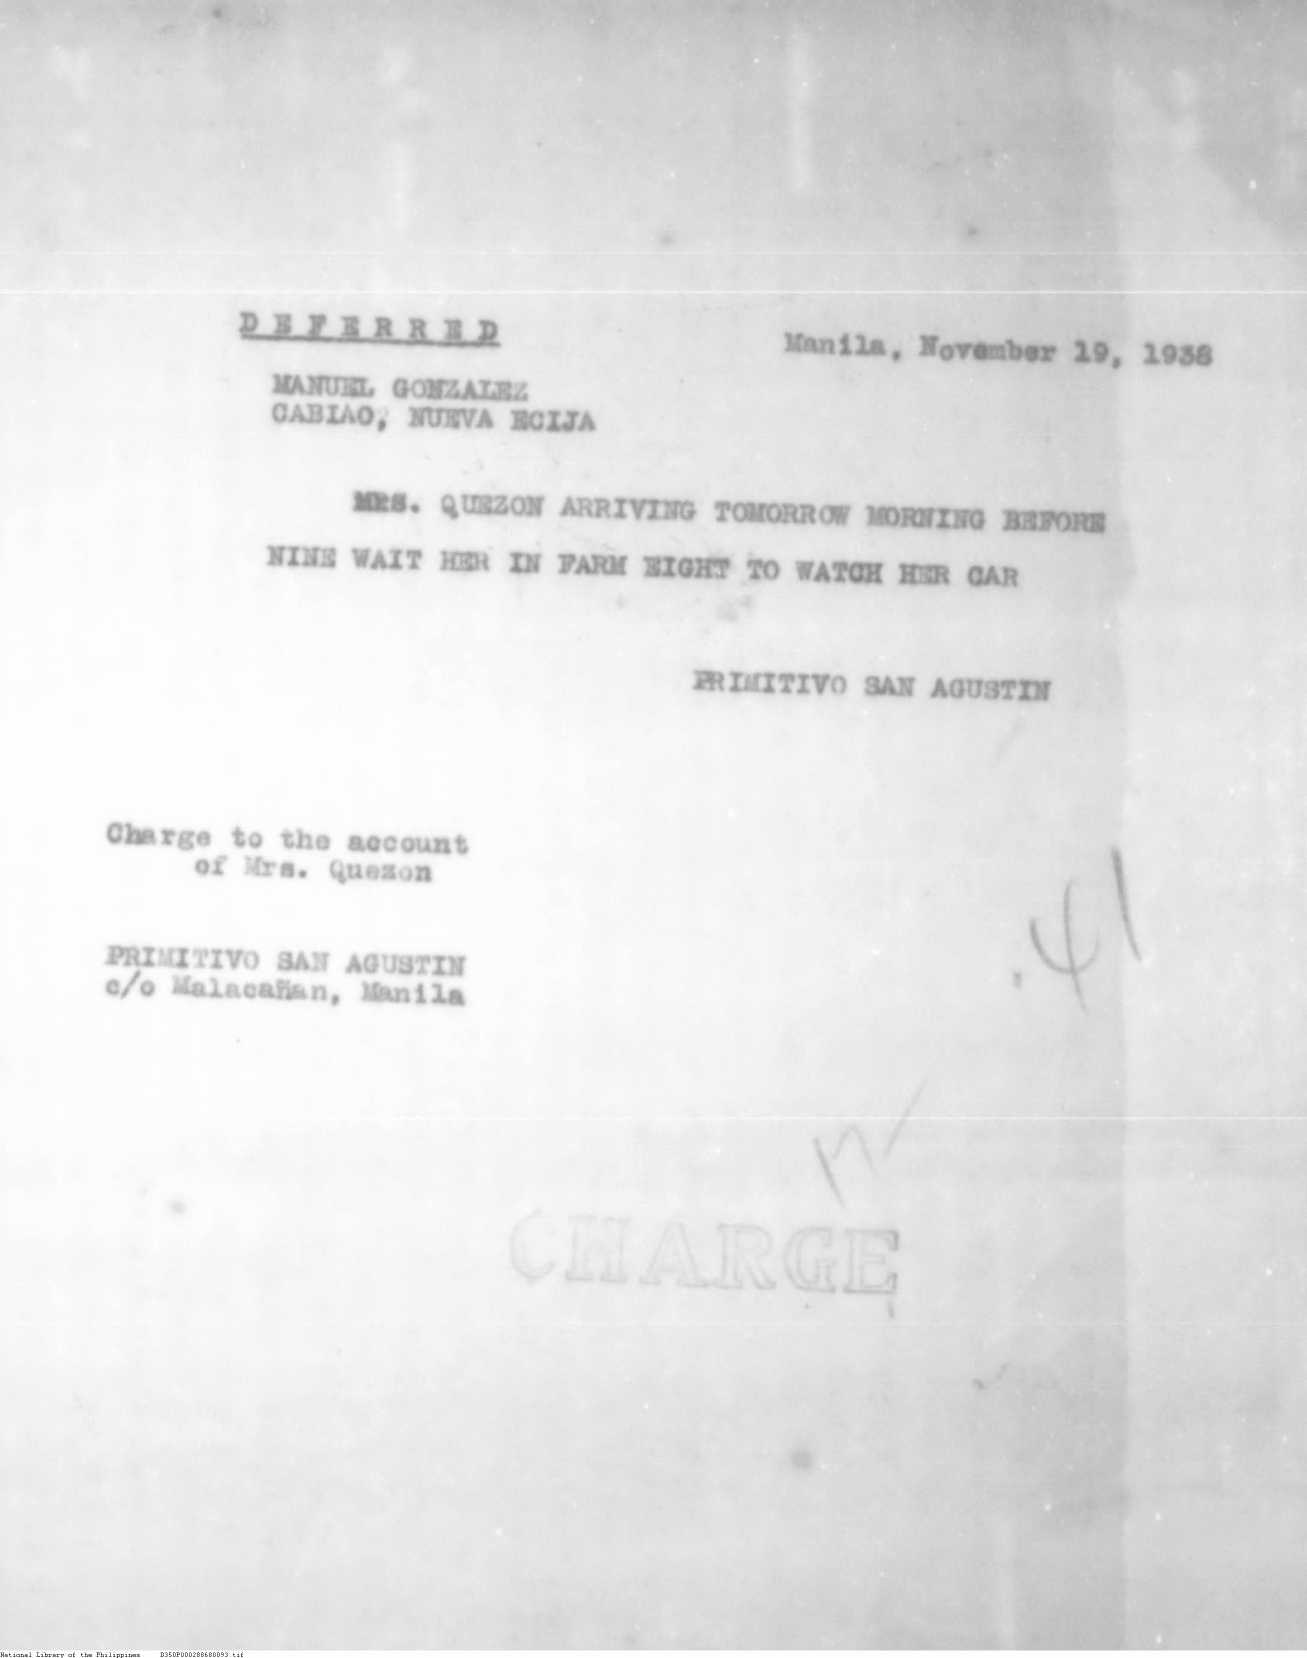 D E F E R R E D
Manila, November 19, 1938
MANUEL GONZALEZ
CABIAO, NUEVA ECIJA
MRS. QUEZON ARRIVING TOMORROW MORNING BEFORE
NINE WAIT HER IN FARM EIGHT TO WATCH HER CAR
PRIMITIVO SAN AGUSTIN
Charge to the account
of Mrs. Quezon
PRIMITIVO SAN AGUSTIN
c/o Malacañan, Manila
.41
CHARGE
National Library of the Philippines